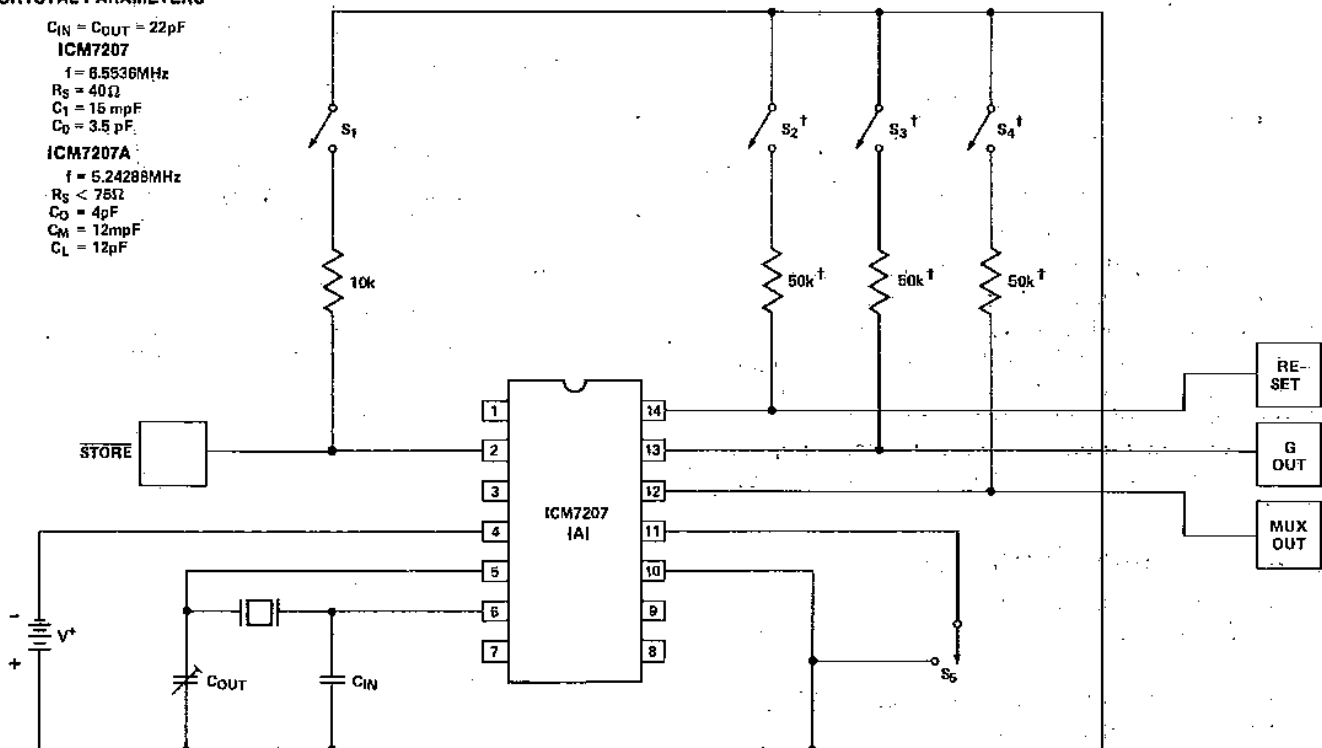 CRYSTAL PARAMETERS
CIN = COUT = 22pF
ICM7207
f = 6.5536MHz
RS = 40Ω
C1 = 15 mpF
C0 = 3.5 pF
ICM7207A
f = 5.24288MHz
RS < 75Ω
CO = 4pF
CM = 12mpF
CL = 12pF
S1
S2†
S3†
S4†
10k
50k†
50k†
50k†
STORE
RE-
SET
G
OUT
MUX
OUT
1
2
3
4
5
6
7
14
13
12
11
10
9
8
ICM7207
(A)
-
V+
+
COUT
CIN
S5